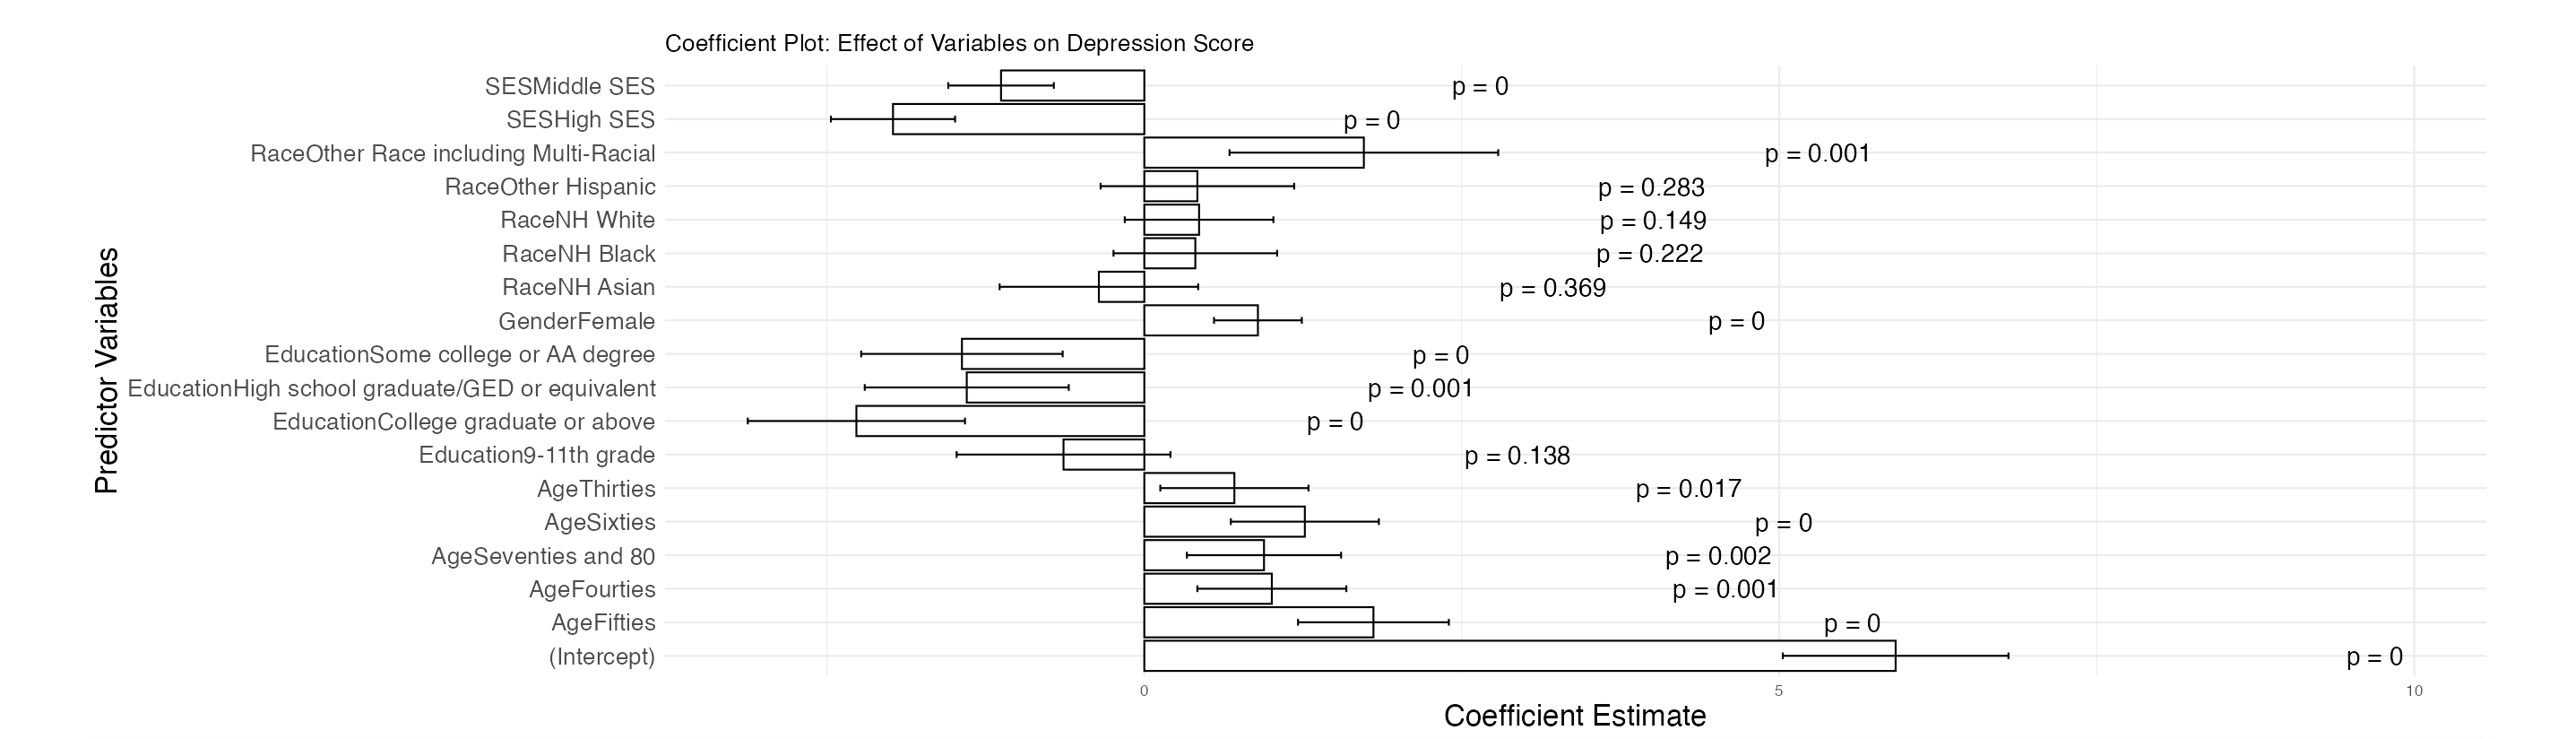 Coefficient Plot: Effect of Variables on Depression Score
Predictor Variables
SESMiddle SES p = 0
SESHigh SES p = 0
RaceOther Race including Multi-Racial p = 0.001
RaceOther Hispanic p = 0.283
RaceNH White p = 0.149
RaceNH Black p = 0.222
RaceNH Asian p = 0.369
GenderFemale p = 0
EducationSome college or AA degree p = 0
EducationHigh school graduate/GED or equivalent p = 0.001
EducationCollege graduate or above p = 0
Education9-11th grade p = 0.138
AgeThirties p = 0.017
AgeSixties p = 0
AgeSeventies and 80 p = 0.002
AgeFourties p = 0.001
AgeFifties p = 0
(Intercept) p = 0
0 5 10
Coefficient Estimate